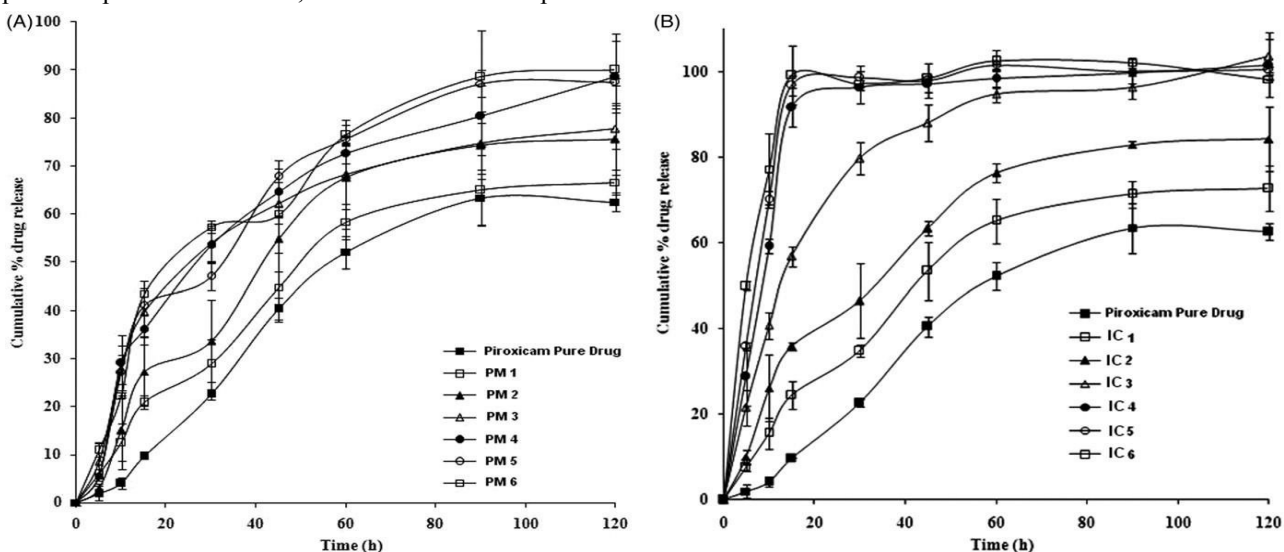 (A)
100
90
80
70
60
50
40
30
20
10
0
Cumulative % drug release
0 20 40 60 80 100 120
Time (h)
Piroxicam Pure Drug
PM 1
PM 2
PM 3
PM 4
PM 5
PM 6
(B)
100
80
60
40
20
0
Cumulative % drug release
0 20 40 60 80 100 120
Time (h)
Piroxicam Pure Drug
IC 1
IC 2
IC 3
IC 4
IC 5
IC 6